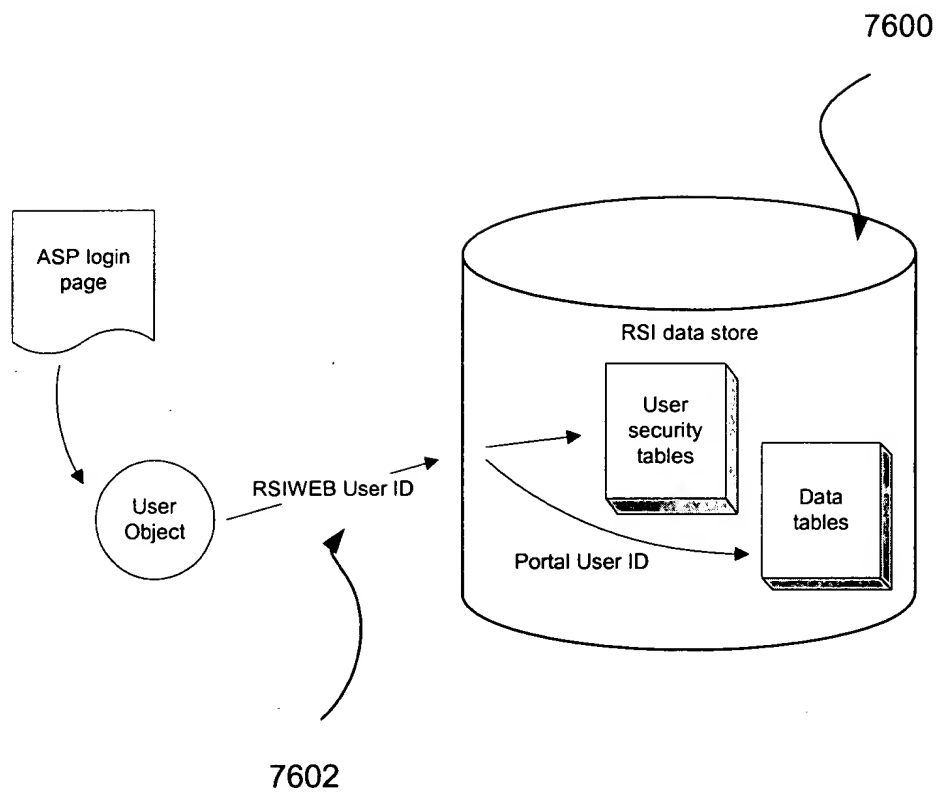 7600
ASP login
page
RSI data store
User
security
tables
RSIWEB User ID
User
Object
Data
tables
Portal User ID
7602